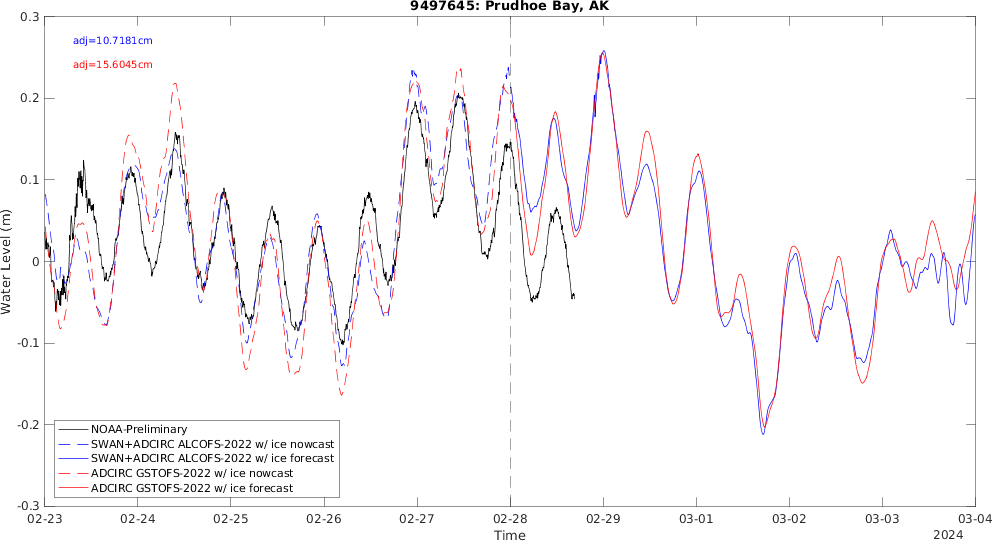 9497645: Prudhoe Bay, AK
adj=10.7181cm
adj=15.6045cm
0.3
0.2
0.1
0
-0.1
-0.2
-0.3
Water Level (m)
NOAA-Preliminary
SWAN+ADCIRC ALCOFS-2022 w/ ice nowcast
SWAN+ADCIRC ALCOFS-2022 w/ ice forecast
ADCIRC GSTOFS-2022 w/ ice nowcast
ADCIRC GSTOFS-2022 w/ ice forecast
02-23 02-24 02-25 02-26 02-27 02-28 02-29 03-01 03-02 03-03 03-04
Time
2024